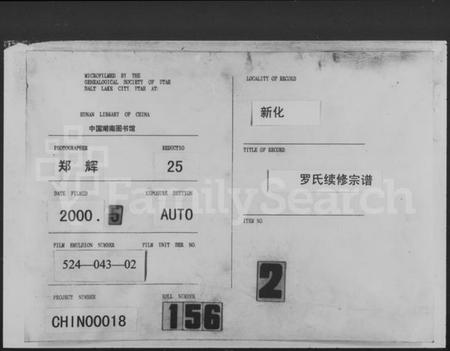 MICROFILMED BY THE
GENEALOGICAL SOCIETY OF UTAH
SALT LAKE CITY UTAH AT:
HUNAN LIBRARY OF CHINA
中国湖南图书馆
PHOTOGRAPHER REDUCTIO
郑 辉 25
DATE FILMED EXPOSURE SETTION
2000.5 AUTO
FILM EMULSION NUMBER FILM UNIT SER NO.
524—043—02
PROJECT NUMBER ROLL NUMBER
CHIN00018 156
LOCALITY OF RECORD
新化
TITLE OF RECORD
罗氏续修宗谱
ITEM NO.
2
FamilySearch